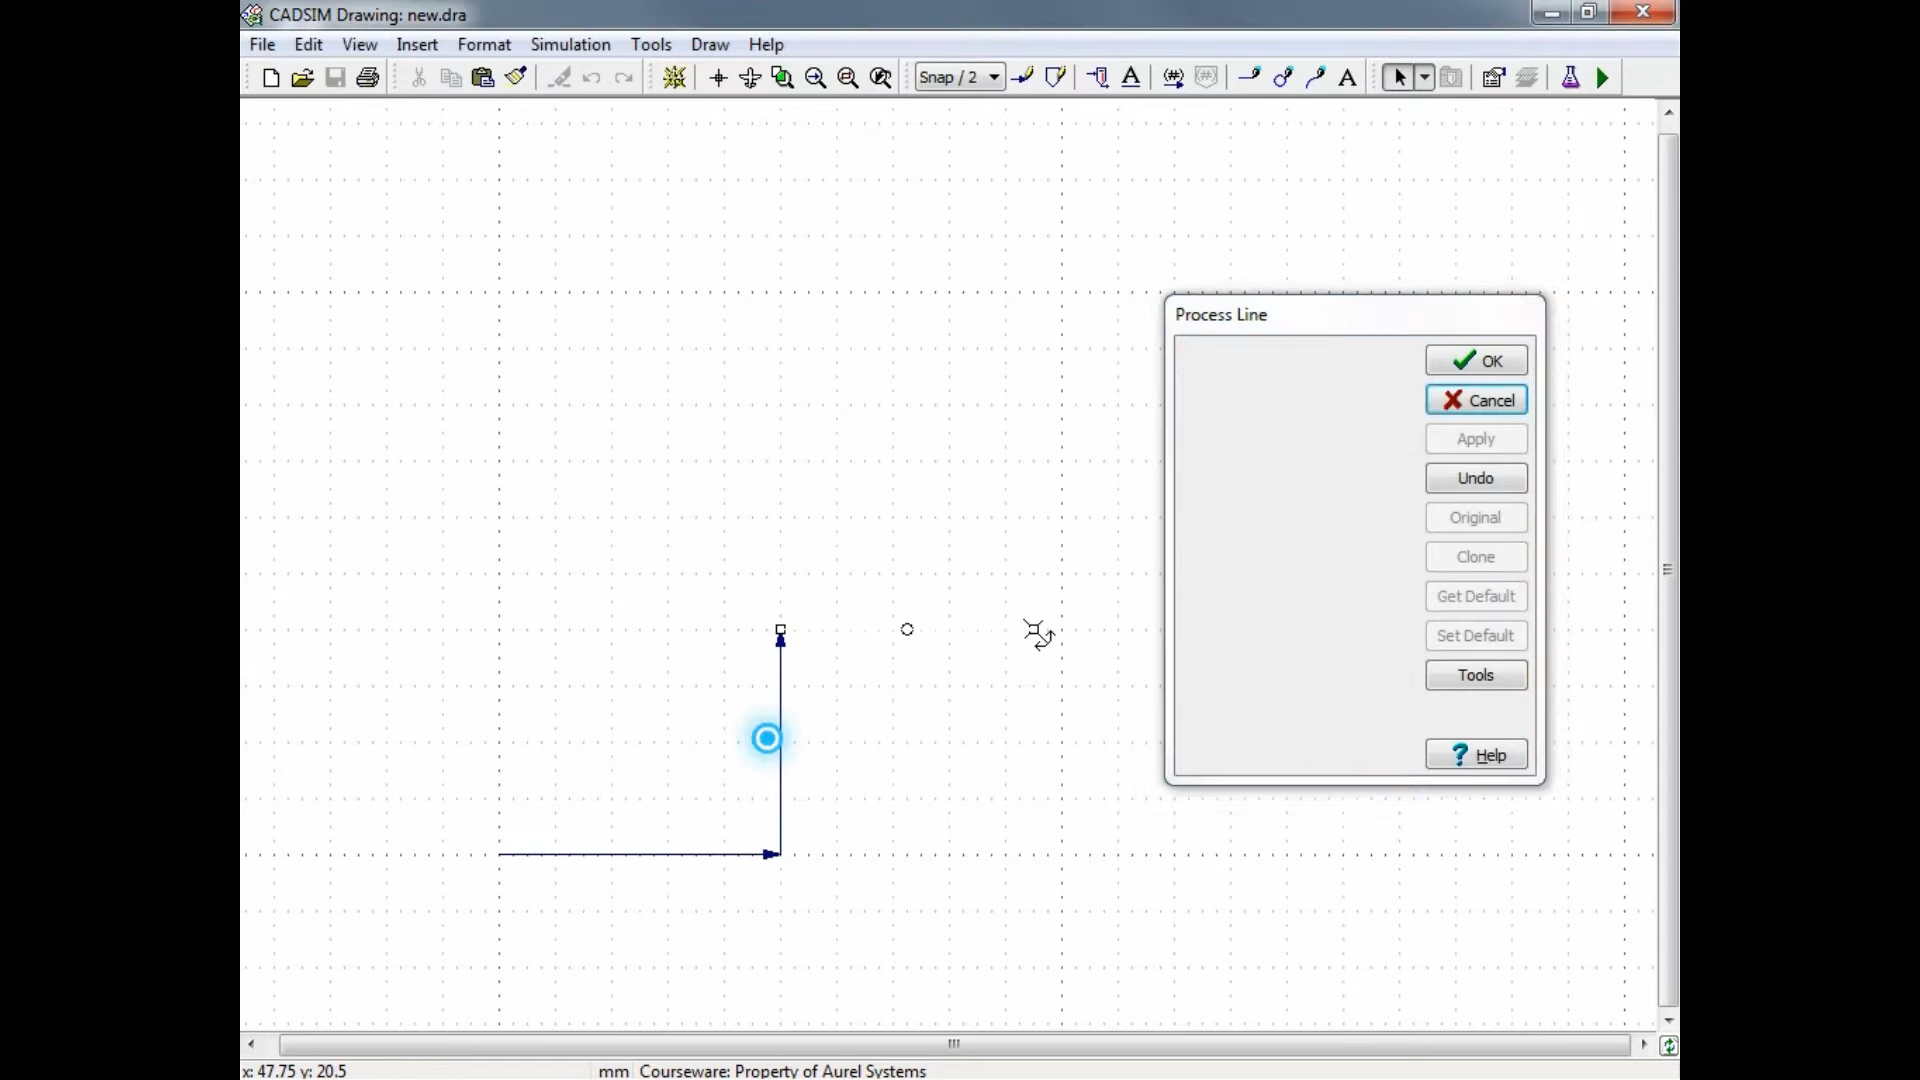 CADSIM Drawing: new.dra
File Edit View Insert Format Simulation Tools Draw Help
Snap / 2
A
(#)
(#)
A
Process Line
OK
Cancel
Apply
Undo
Original
Clone
Get Default
Set Default
Tools
? Help
x: 47.75 y: 20.5 mm Courseware: Property of Aurel Systems